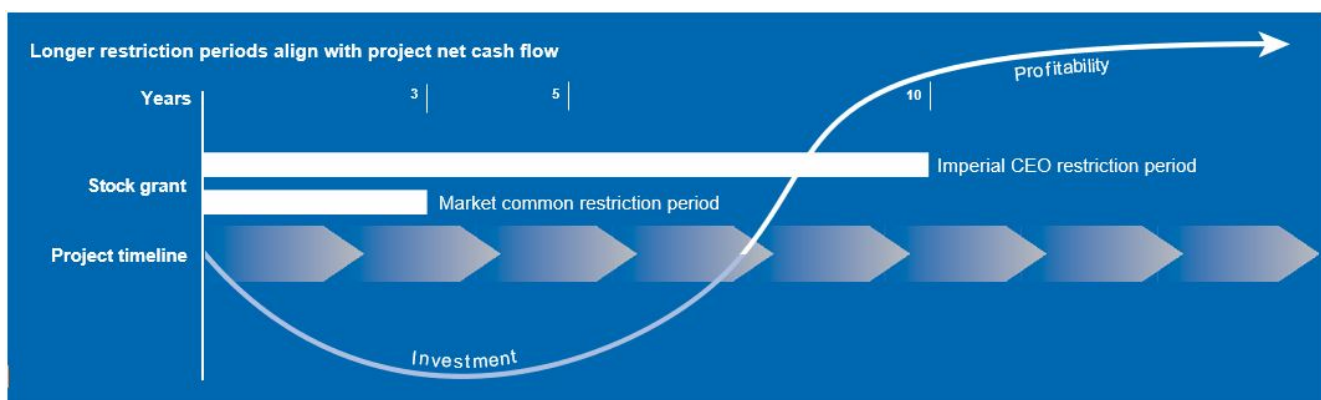 Longer restriction periods align with project net cash flow
Profitability
Years 3 5 10
Imperial CEO restriction period
Stock grant
Market common restriction period
Project timeline
Investment